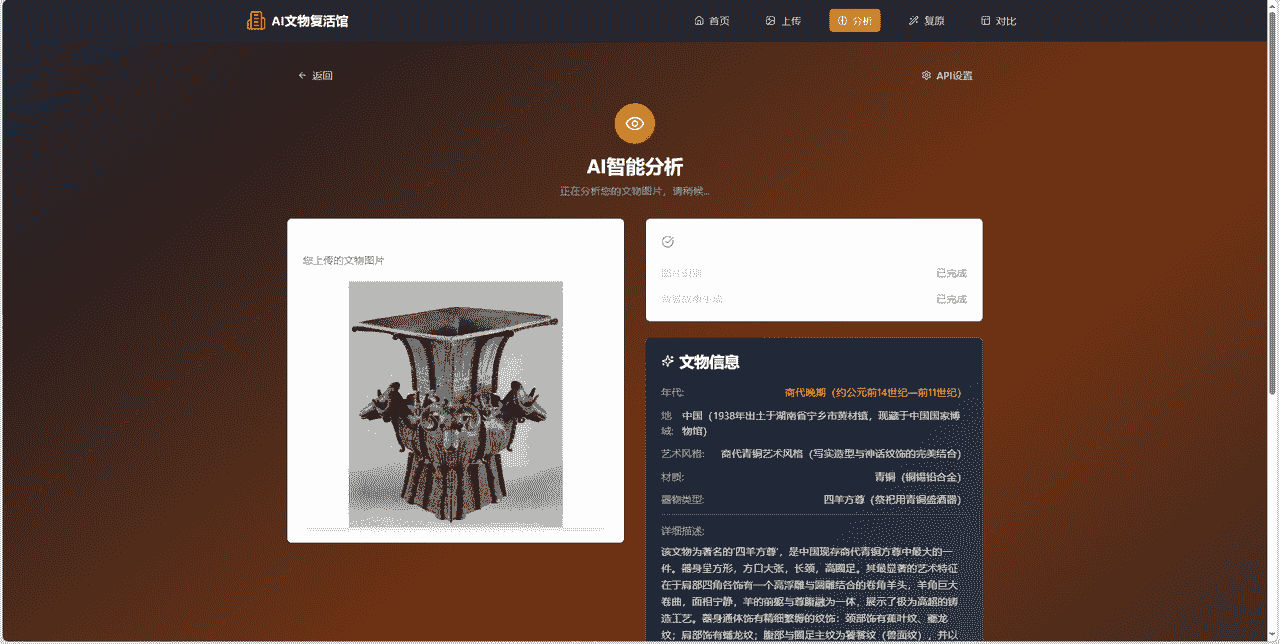 AI文物复活馆
首页
上传
分析
复原
对比
返回
API设置
AI智能分析
正在分析您的文物图片，请稍候...
您上传的文物图片
已完成
已完成
文物信息
年代:
商代晚期（约公元前14世纪—前11世纪）
地域:
中国（1938年出土于湖南省宁乡市黄材镇，现藏于中国国家博物馆）
艺术风格:
商代青铜艺术风格（写实造型与神话纹饰的完美结合）
材质:
青铜（铜锡铅合金）
器物类型:
四羊方尊（祭祀用青铜盛酒器）
详细描述:
该文物为著名的'四羊方尊'，是中国现存商代青铜方尊中最大的一
件。器身呈方形，方口大张，长颈，高圈足。其最显著的艺术特征
在于肩部四角各饰有一个高浮雕与圆雕结合的卷角羊头，羊角巨大
卷曲，面相宁静，羊的前躯与尊腹融为一体，展示了极为高超的铸
造工艺。器身通体饰有精细繁缛的纹饰：颈部饰有蕉叶纹、夔龙
纹；肩部饰有蟠龙纹；腹部与圈足主纹为饕餮纹（兽面纹），并以